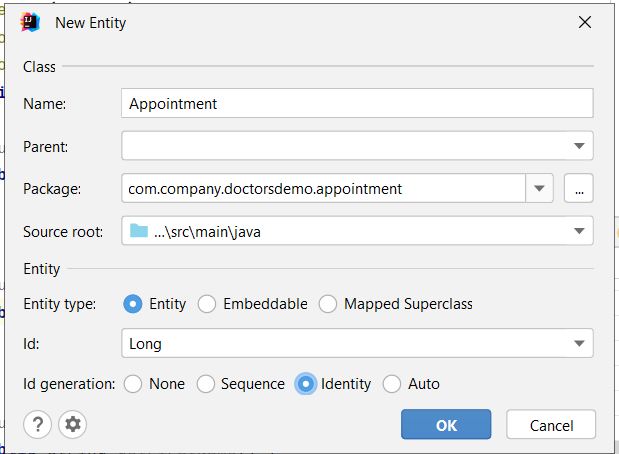 New Entity
Class
Name: Appointment
Parent:
Package: com.company.doctorsdemo.appointment ...
Source root: ...\src\main\java
Entity
Entity type: Entity Embeddable Mapped Superclass
Id: Long
Id generation: None Sequence Identity Auto
? OK Cancel